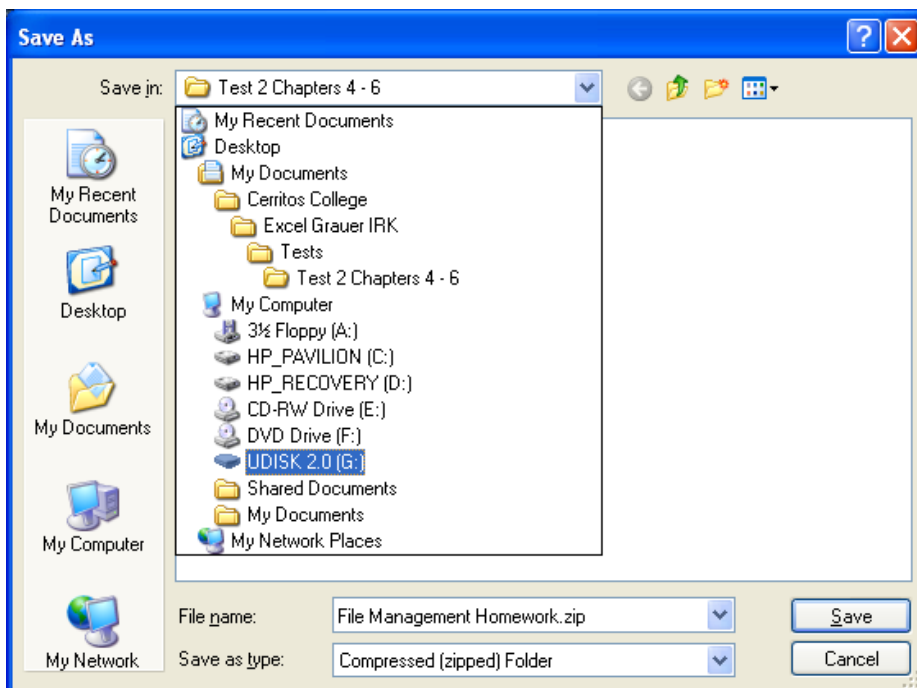 Save As
Save in:
Test 2 Chapters 4 - 6
My Recent Documents
Desktop
My Documents
Cerritos College
Excel Grauer IRK
Tests
Test 2 Chapters 4 - 6
My Computer
3½ Floppy (A:)
HP_PAVILION (C:)
HP_RECOVERY (D:)
CD-RW Drive (E:)
DVD Drive (F:)
UDISK 2.0 (G:)
Shared Documents
My Documents
My Network Places
My Recent
Documents
Desktop
My Documents
My Computer
My Network
File name:
File Management Homework.zip
Save
Save as type:
Compressed (zipped) Folder
Cancel